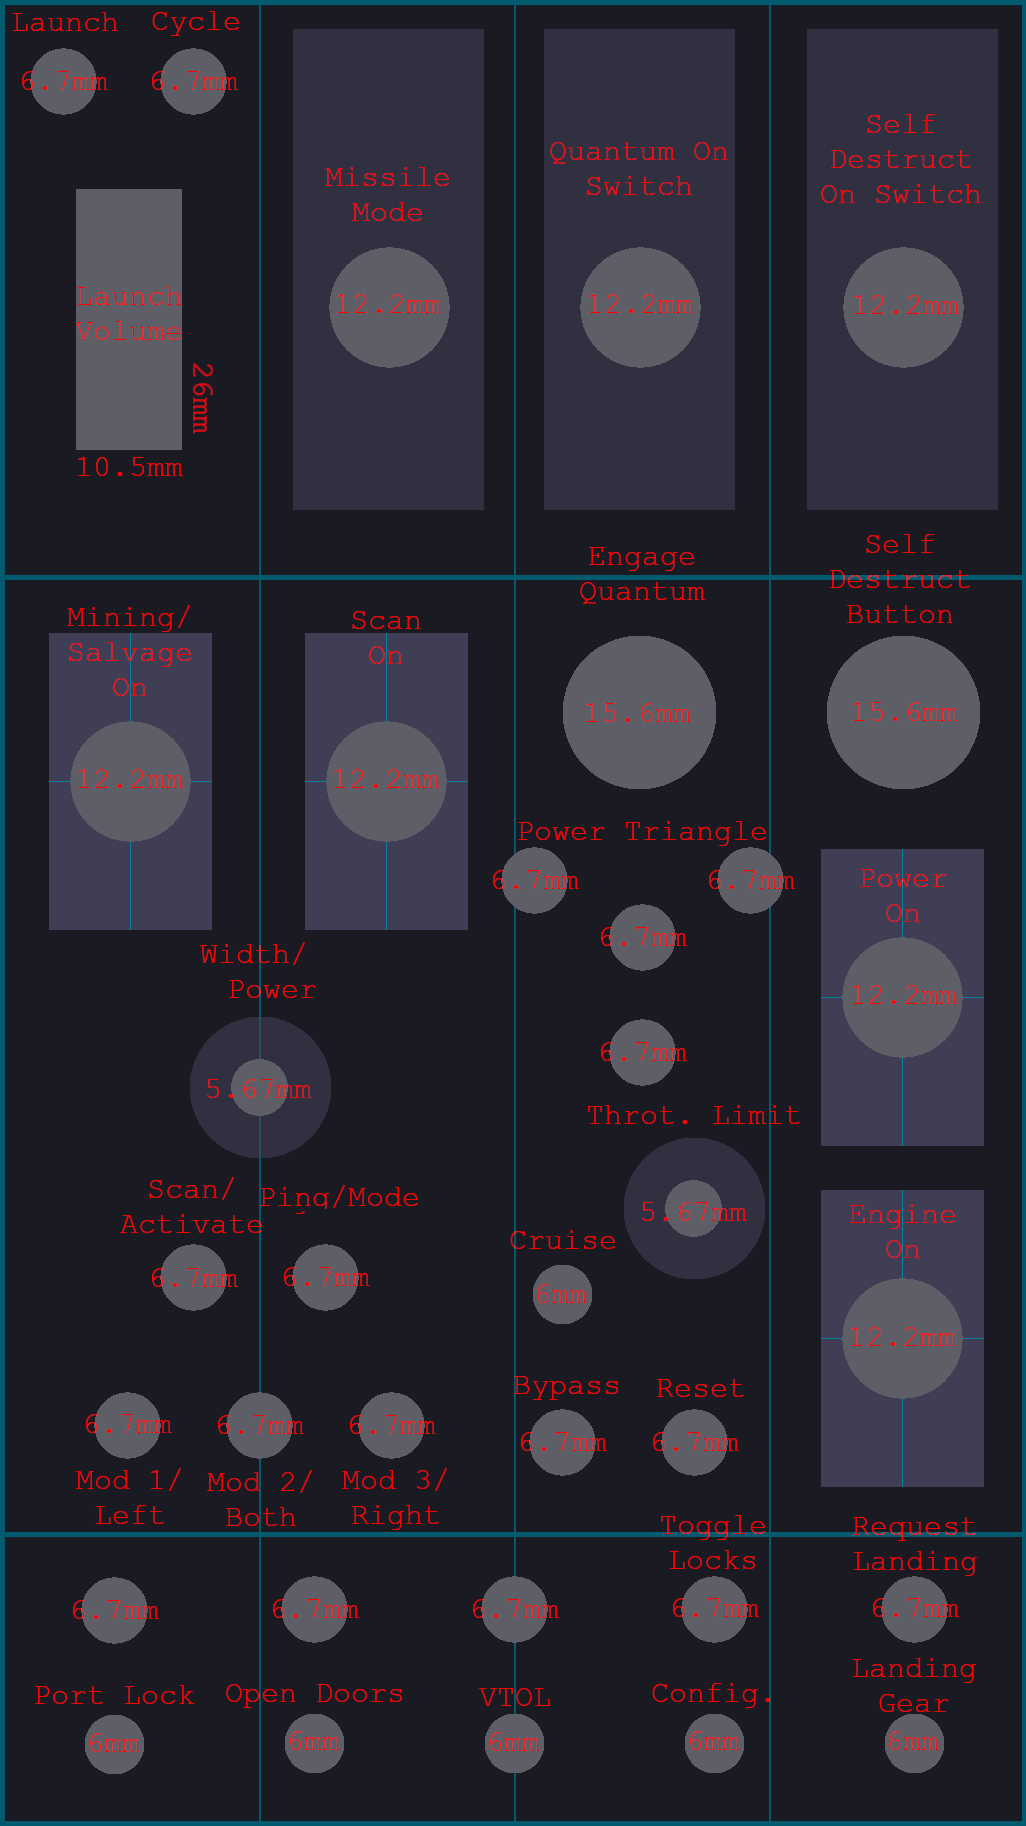 Launch
Cycle
6.7mm
6.7mm
Launch
Volume
26mm
10.5mm
Missile
Mode
12.2mm
Quantum On
Switch
12.2mm
Self
Destruct
On Switch
12.2mm
Mining/
Salvage
On
12.2mm
Scan
On
12.2mm
Engage
Quantum
15.6mm
Self
Destruct
Button
15.6mm
Power Triangle
6.7mm
6.7mm
6.7mm
6.7mm
Power
On
12.2mm
Width/
Power
5.67mm
Throt. Limit
5.67mm
Scan/
Activate
6.7mm
Ping/Mode
6.7mm
Cruise
6mm
Engine
On
12.2mm
Bypass
6.7mm
Reset
6.7mm
6.7mm
6.7mm
6.7mm
Mod 1/
Left
Mod 2/
Both
Mod 3/
Right
Toggle
Locks
Request
Landing
6.7mm
6.7mm
6.7mm
6.7mm
6.7mm
Port Lock
Open Doors
VTOL
Config.
Landing
Gear
6mm
6mm
6mm
6mm
6mm